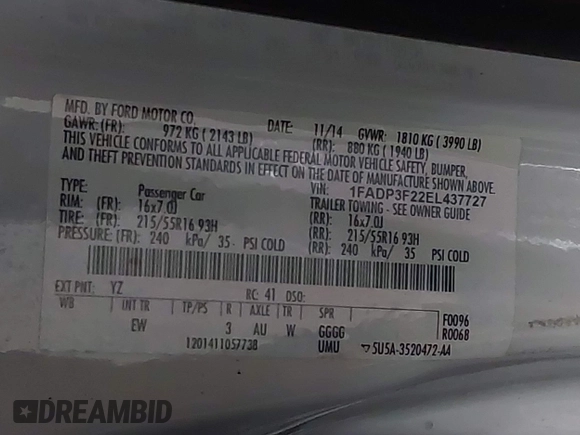 MFD. BY FORD MOTOR CO.
DATE: 11/14 GVWR: 1810 KG ( 3990 LB)
GAWR: (FR): 972 KG ( 2143 LB) (RR): 880 KG ( 1940 LB)
THIS VEHICLE CONFORMS TO ALL APPLICABLE FEDERAL MOTOR VEHICLE SAFETY, BUMPER,
AND THEFT PREVENTION STANDARDS IN EFFECT ON THE DATE OF MANUFACTURE SHOWN ABOVE.
VIN: 1FADP3F22EL437727
TYPE: Passenger Car TRAILER TOWING - SEE OWNER GUIDE
RIM: (FR): 16x7.0J (RR): 16x7.0J
TIRE: (FR): 215/55R16 93H (RR): 215/55R16 93H
PRESSURE: (FR): 240 kPa/ 35 PSI COLD (RR): 240 kPa/ 35 PSI COLD
EXT PNT: YZ RC: 41 DSO:
WB INT TR TP/PS R AXLE TR SPR
EW 3 AU W GGGG
F0096
R0068
1201411057738 UMU 5U5A-3520472-AA
DREAMBID